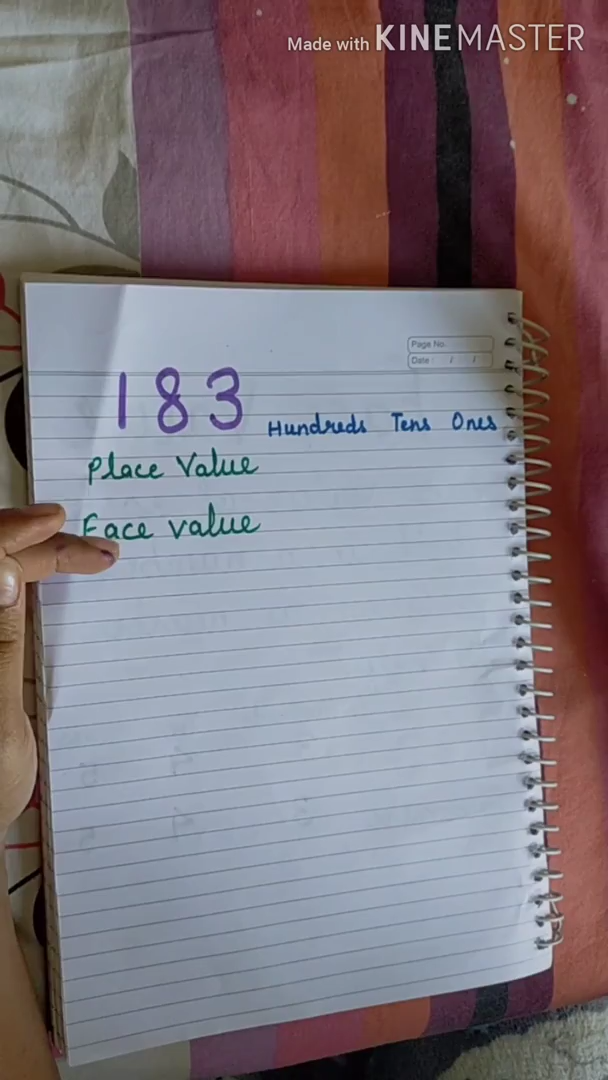 Made with KINEMASTER
Page No.
Date : / /
183
Hundreds Tens Ones
Place Value
Face value